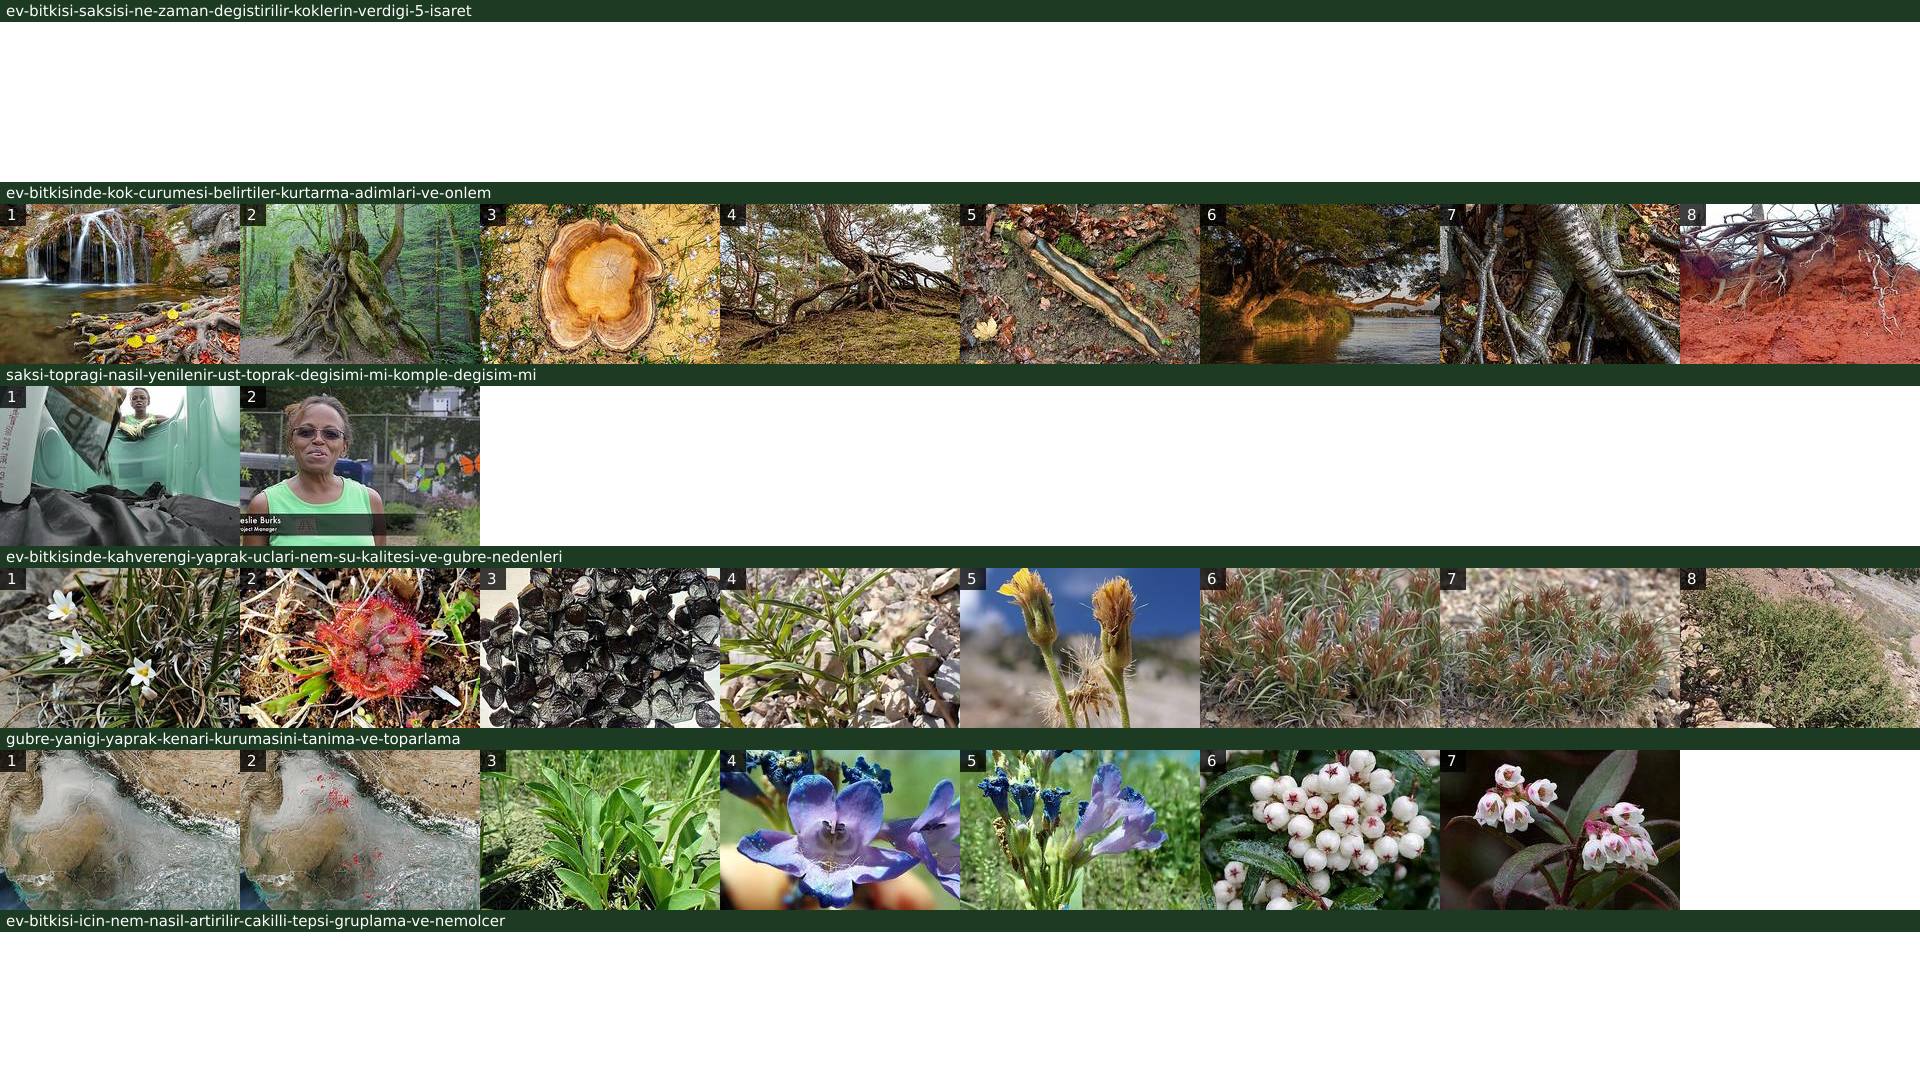 ev-bitkisi-saksisi-ne-zaman-degistirilir-koklerin-verdigi-5-isaret
ev-bitkisinde-kok-curumesi-belirtiler-kurtarma-adimlari-ve-onlem
1 2 3 4 5 6 7 8
saksi-topragi-nasil-yenilenir-ust-toprak-degisimi-mi-komple-degisim-mi
1 2
eslie Burks
oject Manager
ev-bitkisinde-kahverengi-yaprak-uclari-nem-su-kalitesi-ve-gubre-nedenleri
1 2 3 4 5 6 7 8
gubre-yanigi-yaprak-kenari-kurumasini-tanima-ve-toparlama
1 2 3 4 5 6 7
ev-bitkisi-icin-nem-nasil-artirilir-cakilli-tepsi-gruplama-ve-nemolcer